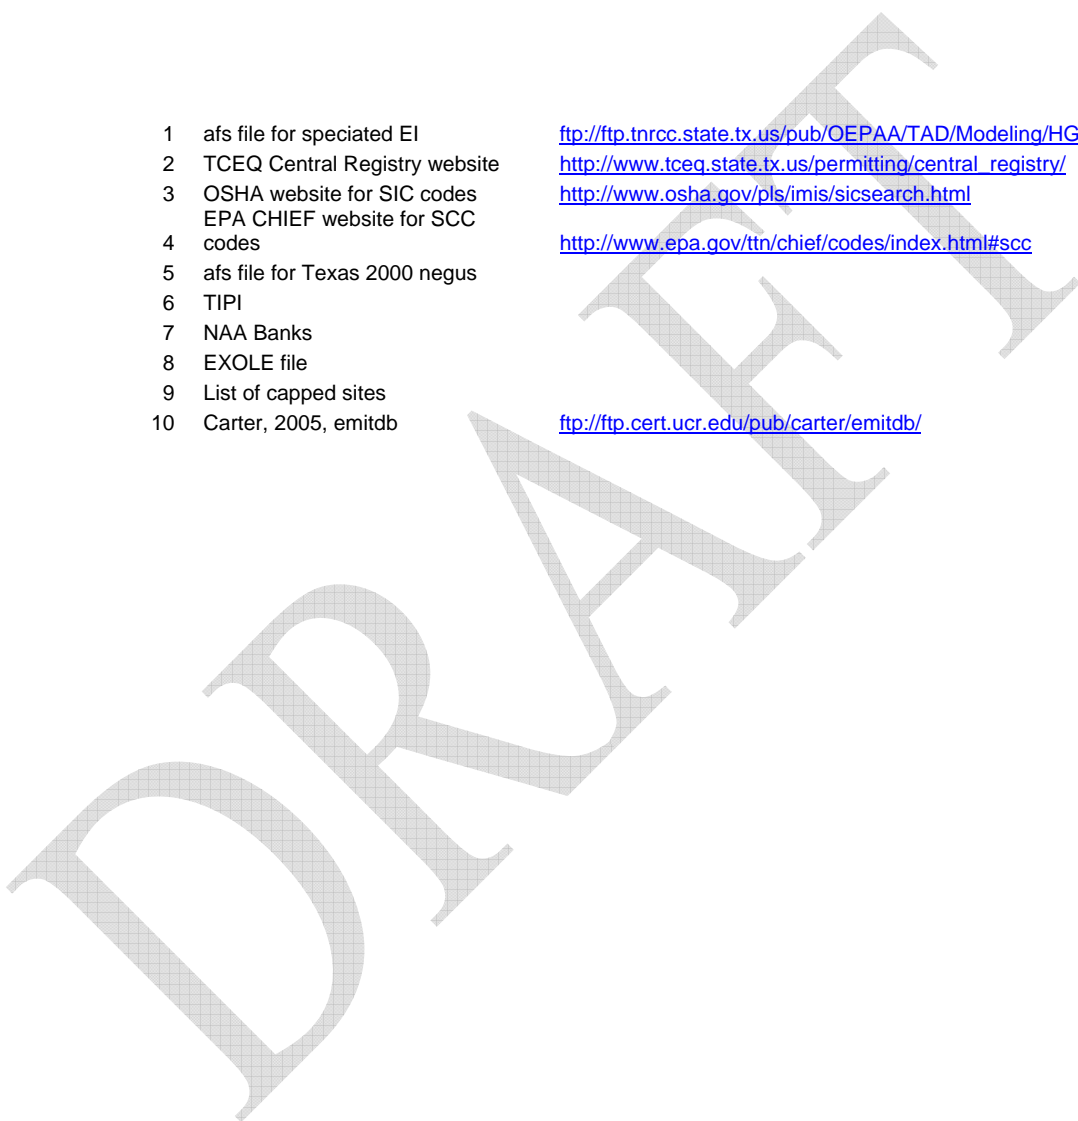 1 afs file for speciated EI ftp://ftp.tnrcc.state.tx.us/pub/OEPAA/TAD/Modeling/HG
2 TCEQ Central Registry website http://www.tceq.state.tx.us/permitting/central_registry/
3 OSHA website for SIC codes http://www.osha.gov/pls/imis/sicsearch.html
EPA CHIEF website for SCC
4 codes http://www.epa.gov/ttn/chief/codes/index.html#scc
5 afs file for Texas 2000 negus
6 TIPI
7 NAA Banks
8 EXOLE file
9 List of capped sites
10 Carter, 2005, emitdb ftp://ftp.cert.ucr.edu/pub/carter/emitdb/
DRAFT